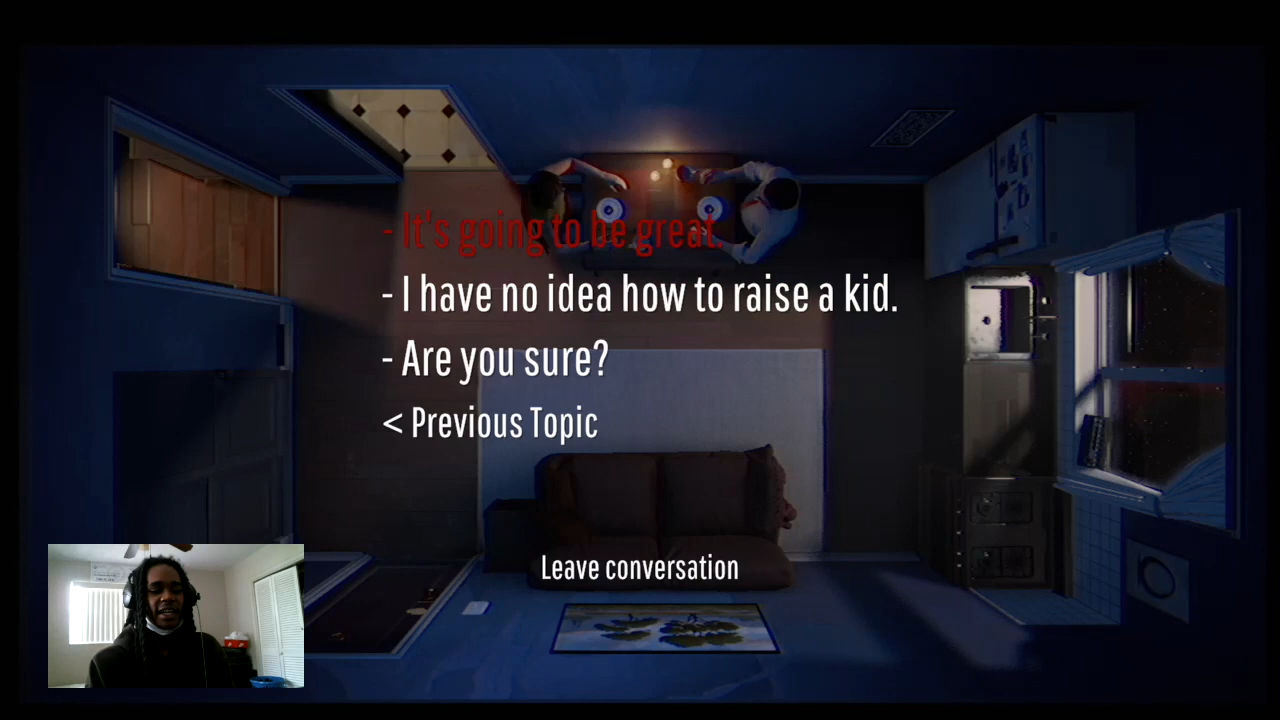 - It's going to be great.
- I have no idea how to raise a kid.
- Are you sure?
< Previous Topic
Leave conversation